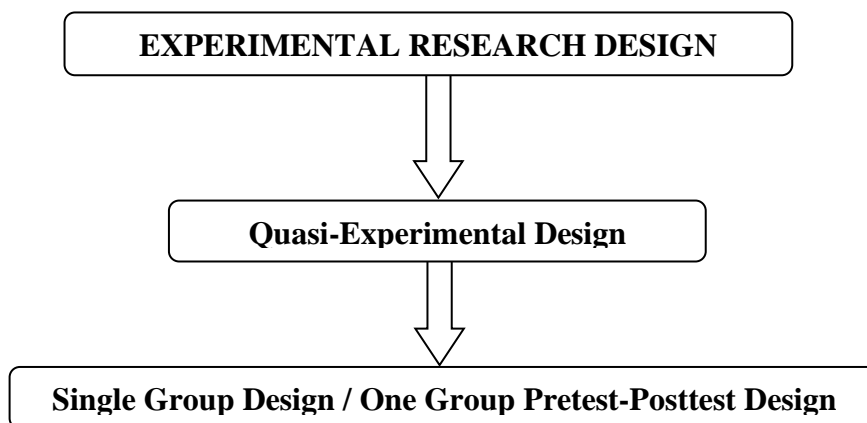 EXPERIMENTAL RESEARCH DESIGN
Quasi-Experimental Design
Single Group Design / One Group Pretest-Posttest Design